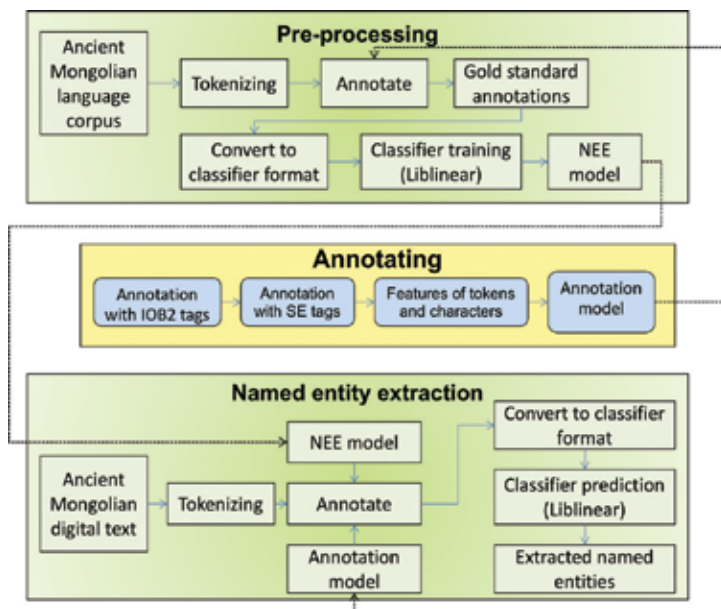 Pre-processing
Ancient
Mongolian
language
corpus
Tokenizing
Annotate
Gold standard
annotations
Convert to
classifier format
Classifier training
(Liblinear)
NEE
model
Annotating
Annotation
with IOB2 tags
Annotation
with SE tags
Features of tokens
and characters
Annotation
model
Named entity extraction
Ancient
Mongolian
digital text
Tokenizing
NEE model
Annotate
Annotation
model
Convert to classifier
format
Classifier prediction
(Liblinear)
Extracted named
entities